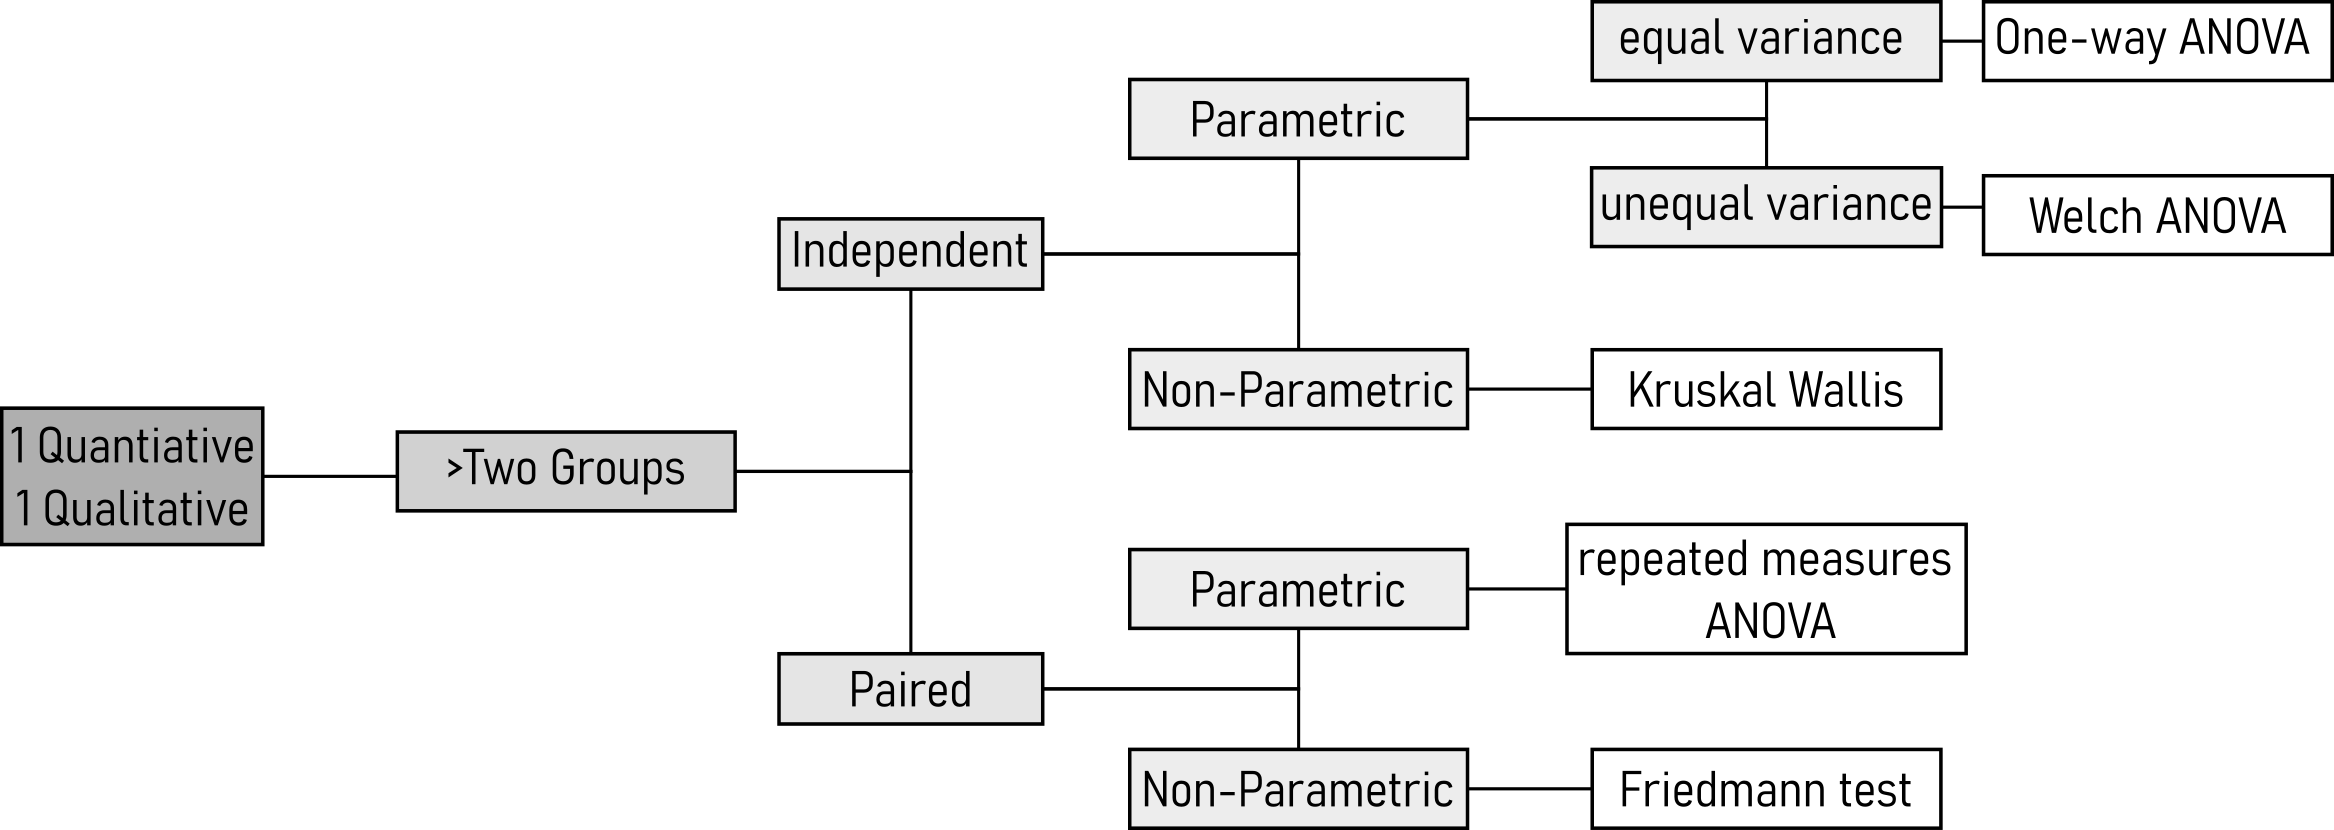 1 Quantiative
1 Qualitative
>Two Groups
Independent
Parametric
equal variance
One-way ANOVA
unequal variance
Welch ANOVA
Non-Parametric
Kruskal Wallis
Paired
Parametric
repeated measures
ANOVA
Non-Parametric
Friedmann test